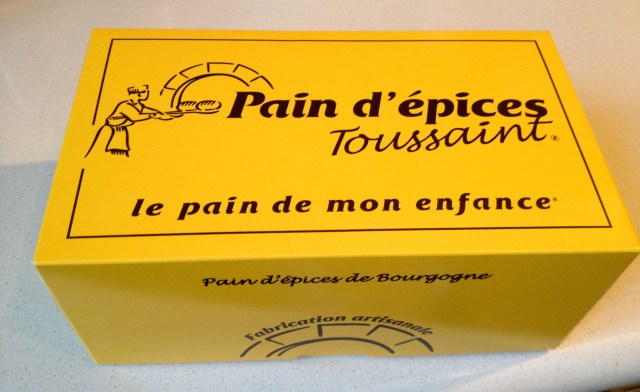 Pain d'épices
Toussaint®
le pain de mon enfance®
Pain d'épices de Bourgogne
Fabrication artisanale